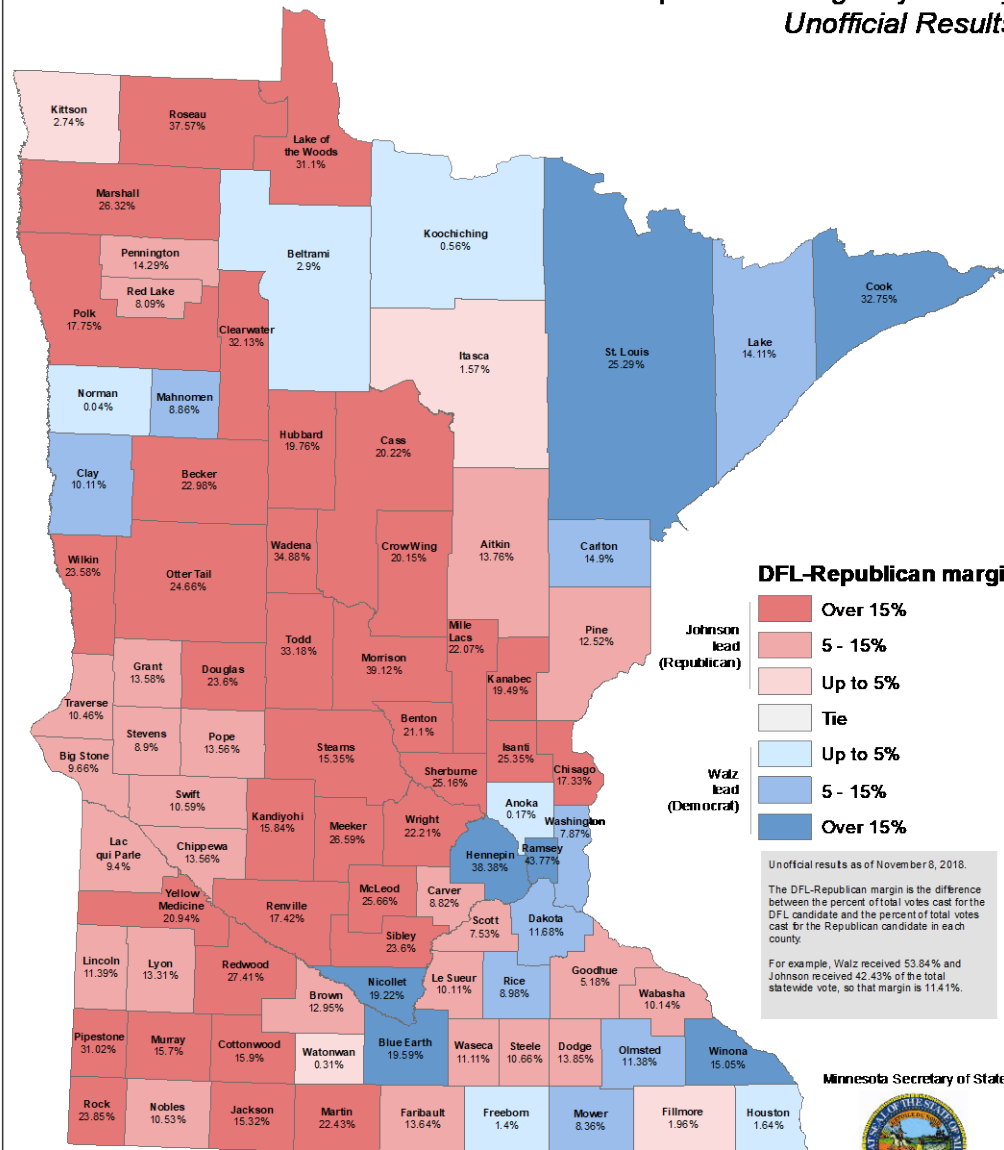 Unofficial Results
Kittson
2.74%
Roseau
37.57%
Lake of
the Woods
31.1%
Marshall
26.32%
Koochiching
0.56%
Beltrami
2.9%
Pennington
14.29%
Red Lake
8.09%
Polk
17.75%
Clearwater
32.13%
Cook
32.75%
Lake
14.11%
St. Louis
25.29%
Itasca
1.57%
Norman
0.04%
Mahnomen
8.86%
Hubbard
19.76%
Cass
20.22%
Clay
10.11%
Becker
22.98%
Wilkin
23.58%
Otter Tail
24.66%
Wadena
34.88%
Crow Wing
20.15%
Aitkin
13.76%
Carlton
14.9%
Pine
12.52%
Todd
33.18%
Morrison
39.12%
Mille
Lacs
22.07%
Kanabec
19.49%
Grant
13.58%
Douglas
23.6%
Traverse
10.46%
Stevens
8.9%
Pope
13.56%
Big Stone
9.66%
Stearns
15.35%
Benton
21.1%
Sherburne
25.16%
Isanti
25.35%
Chisago
17.33%
Swift
10.59%
Kandiyohi
15.84%
Meeker
26.59%
Wright
22.21%
Anoka
0.17%
Washington
7.87%
Hennepin
38.38%
Ramsey
43.77%
Lac
qui Parle
9.4%
Chippewa
13.56%
Yellow
Medicine
20.94%
Renville
17.42%
McLeod
25.66%
Carver
8.82%
Scott
7.53%
Dakota
11.68%
Sibley
23.6%
Lincoln
11.39%
Lyon
13.31%
Redwood
27.41%
Brown
12.95%
Nicollet
19.22%
Le Sueur
10.11%
Rice
8.98%
Goodhue
5.18%
Wabasha
10.14%
Pipestone
31.02%
Murray
15.7%
Cottonwood
15.9%
Watonwan
0.31%
Blue Earth
19.59%
Waseca
11.11%
Steele
10.66%
Dodge
13.85%
Olmsted
11.38%
Winona
15.05%
Rock
23.85%
Nobles
10.53%
Jackson
15.32%
Martin
22.43%
Faribault
13.64%
Freeborn
1.4%
Mower
8.36%
Fillmore
1.96%
Houston
1.64%
DFL-Republican margi
Johnson
lead
(Republican)
Over 15%
5 - 15%
Up to 5%
Tie
Walz
lead
(Democrat)
Up to 5%
5 - 15%
Over 15%
Unofficial results as of November 8, 2018.
The DFL-Republican margin is the difference
between the percent of total votes cast for the
DFL candidate and the percent of total votes
cast for the Republican candidate in each
county.
For example, Walz received 53.84% and
Johnson received 42.43% of the total
statewide vote, so that margin is 11.41%.
Minnesota Secretary of State